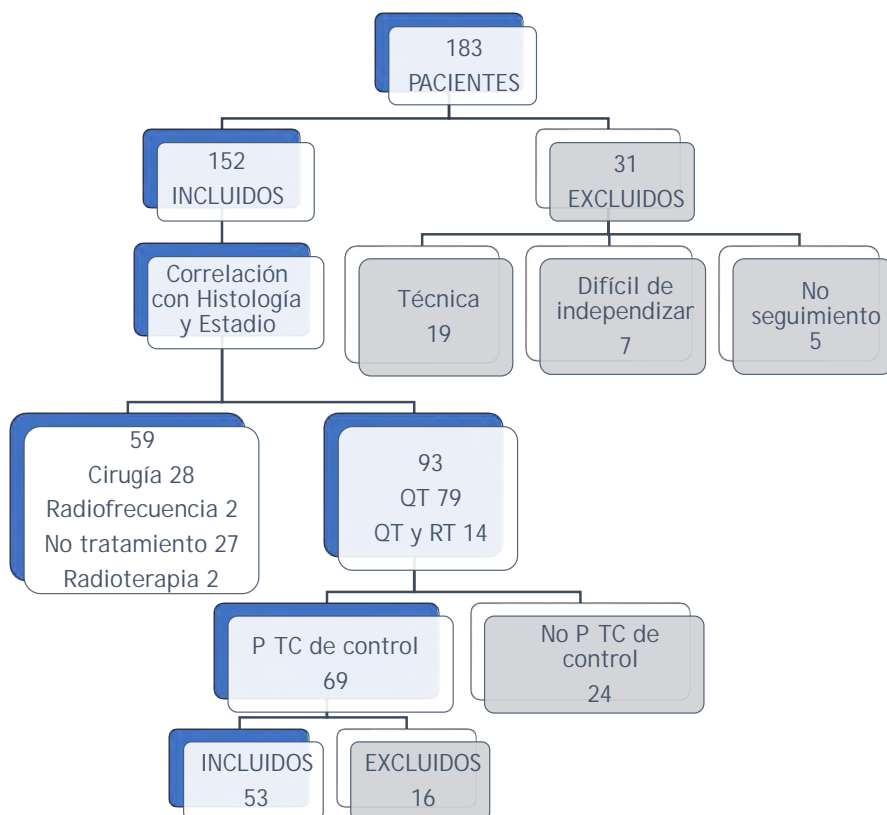 183
PACIENTES
152
INCLUIDOS
31
EXCLUIDOS
Correlación
con Histología
y Estadio
Técnica
19
Difícil de
independizar
7
No
seguimiento
5
59
Cirugía 28
Radiofrecuencia 2
No tratamiento 27
Radioterapia 2
93
QT 79
QT y RT 14
P TC de control
69
No P TC de
control
24
INCLUIDOS
53
EXCLUIDOS
16